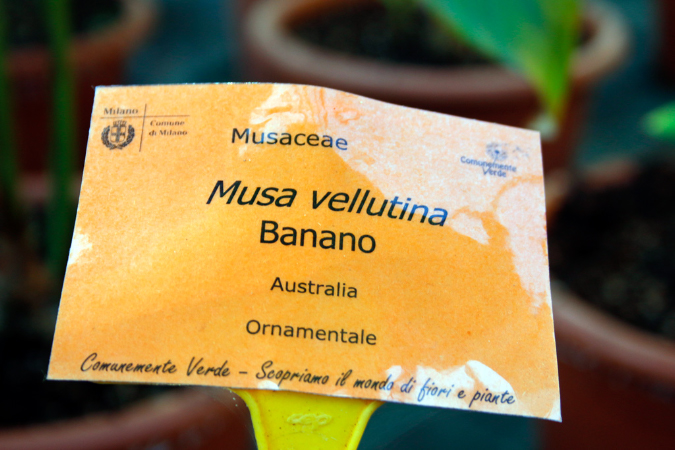 Milano
Comune
di Milano
Musaceae
Comunemente
Verde
Musa vellutina
Banano
Australia
Ornamentale
Comunemente Verde – Scopriamo il mondo di fiori e piante